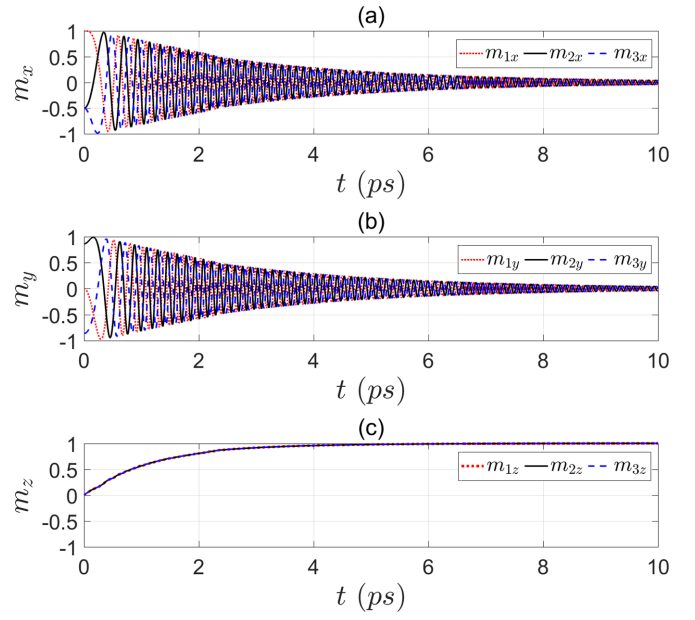 (a)
1
0.5
0
-0.5
-1
m_x
m_{1x} m_{2x} m_{3x}
0 2 4 6 8 10
t (ps)
(b)
1
0.5
0
-0.5
-1
m_y
m_{1y} m_{2y} m_{3y}
0 2 4 6 8 10
t (ps)
(c)
1
0.5
0
-0.5
-1
m_z
m_{1z} m_{2z} m_{3z}
0 2 4 6 8 10
t (ps)